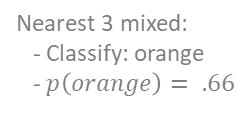 Nearest 3 mixed:
- Classify: orange
- p(orange) = .66